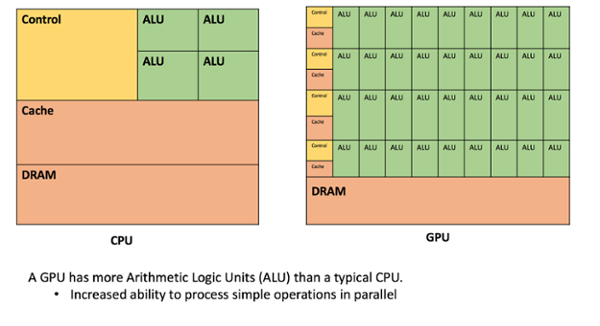 Control ALU ALU
ALU ALU
Cache
DRAM
CPU
Control ALU ALU ALU ALU ALU ALU ALU ALU ALU
Cache
Control ALU ALU ALU ALU ALU ALU ALU ALU ALU
Cache
Control ALU ALU ALU ALU ALU ALU ALU ALU ALU
Cache
Control ALU ALU ALU ALU ALU ALU ALU ALU ALU
Cache
DRAM
GPU
A GPU has more Arithmetic Logic Units (ALU) than a typical CPU.
• Increased ability to process simple operations in parallel